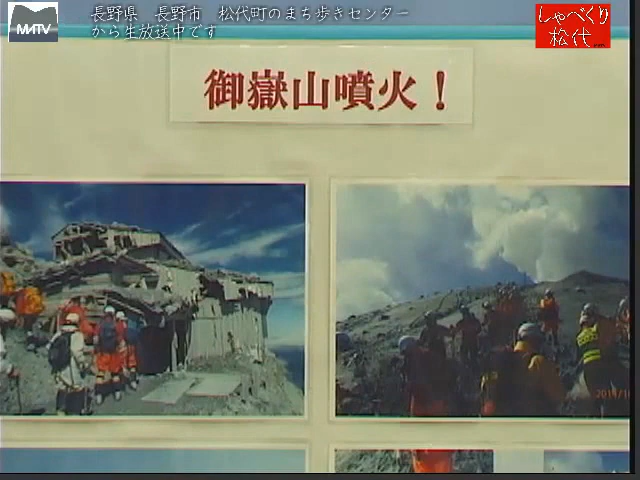 MATV
長野県 長野市 松代町のまち歩きセンター
から生放送中です
しゃべくり
松代.com
御嶽山噴火！